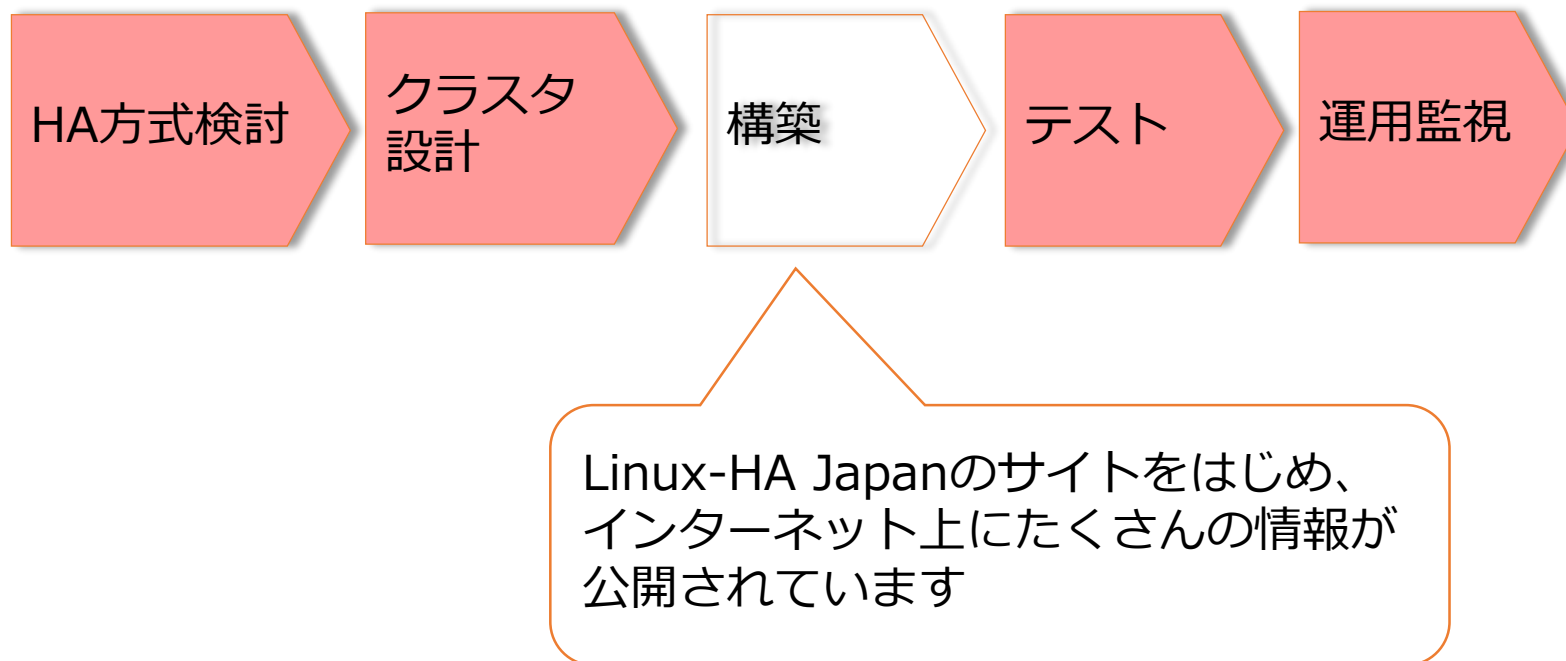 HA方式検討
クラスタ
設計
構築
テスト
運用監視
Linux-HA Japanのサイトをはじめ、
インターネット上にたくさんの情報が
公開されています